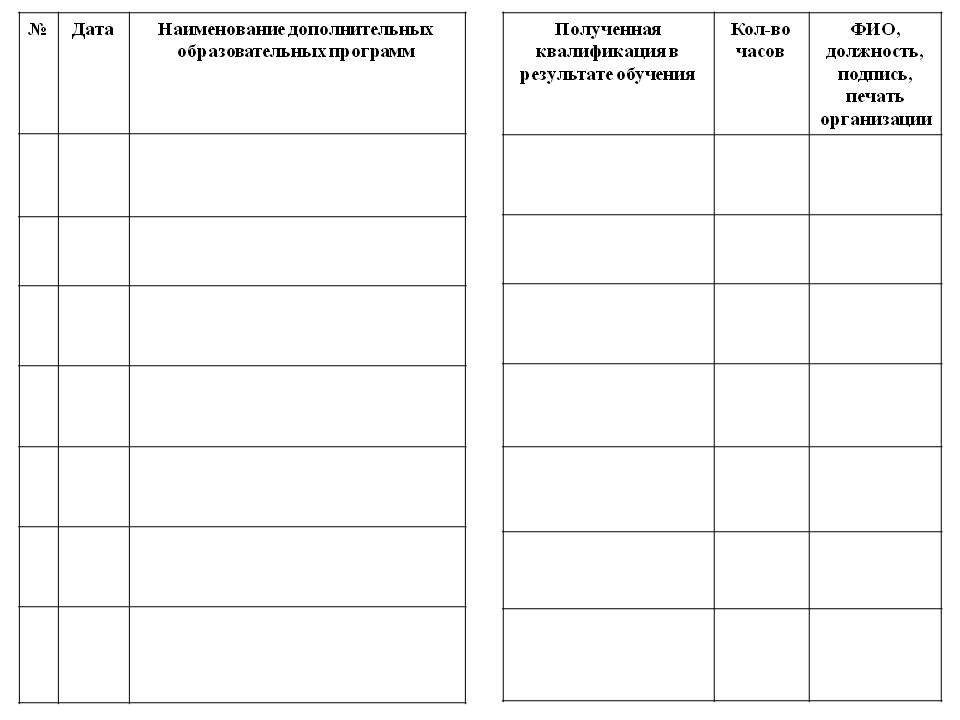 №
Дата
Наименование дополнительных
образовательных программ
Полученная
квалификация в
результате обучения
Кол-во
часов
ФИО,
должность,
подпись,
печать
организации